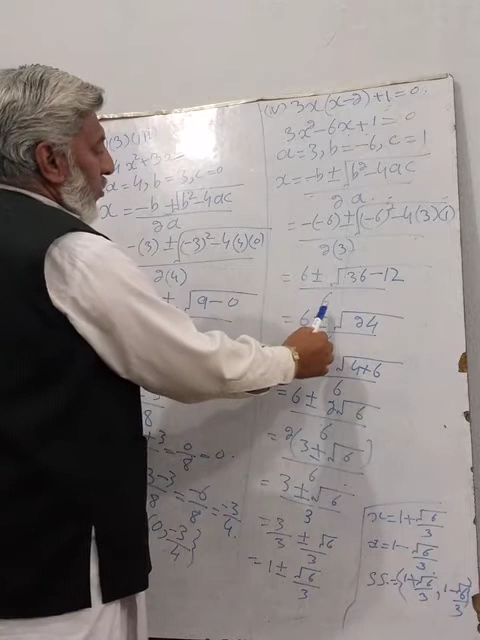 (3)(iii)
4x²+3x=
a=4, b=3, c=0
x = -b ± √b²-4ac
2a
-(3) ± √(-3)²-4(4)(0)
2(4)
± √9-0
8
+3 = 0/8 = 0.
-3-3/8 = -6/8 = -3/4.
(0, -3/4}
(iv) 3x(x-2)+1=0.
3x²-6x+1=0
a=3, b=-6, c=1
x = -b ± √b²-4ac
2a
= -(-6) ± √(-6)²-4(3)(1)
2(3)
= 6 ± √36-12
6
= 6 ± √24
√4×6
6
= 6 ± 2√6
6
= 2(3 ± √6)
6
= 3 ± √6
3
= 3/3 ± √6/3
= 1 ± √6/3
x = 1 + √6/3
x = 1 - √6/3
S.S = {1+√6/3, 1-√6/3}